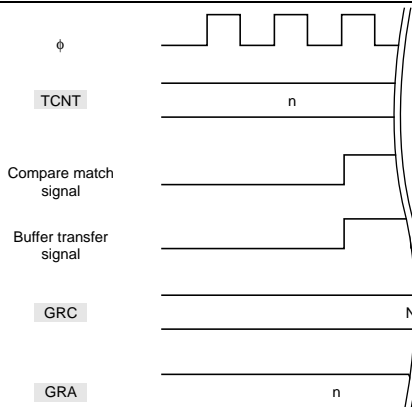 ϕ
TCNT
n
Compare match
signal
Buffer transfer
signal
GRC
N
GRA
n